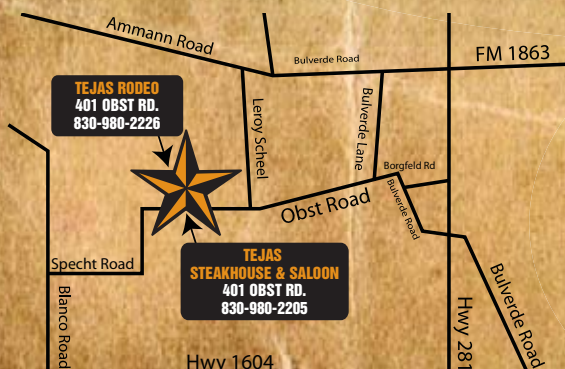 Ammann Road
Bulverde Road
FM 1863
TEJAS RODEO
401 OBST RD.
830-980-2226
Leroy Scheel
Bulverde Lane
Borgfeld Rd
Obst Road
Bulverde Road
TEJAS
STEAKHOUSE & SALOON
401 OBST RD.
830-980-2205
Specht Road
Blanco Road
Hwy 281
Bulverde Road
Hwy 1604